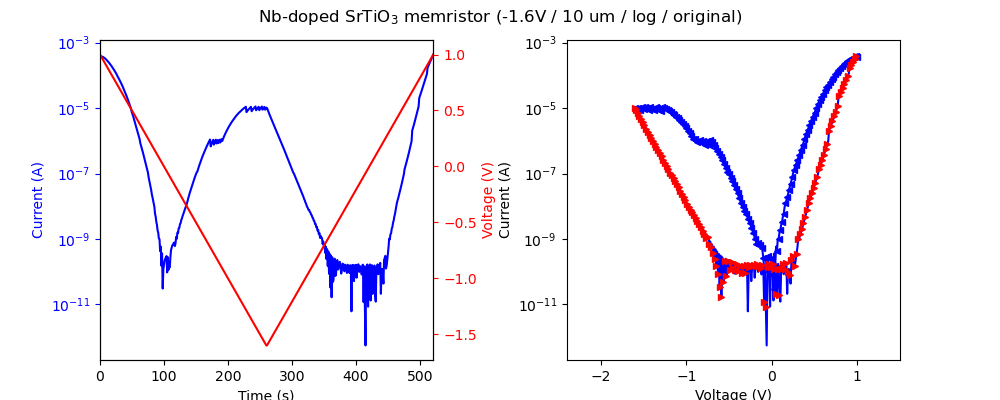 Nb-doped SrTiO₃ memristor (-1.6V / 10 um / log / original)
Current (A)
10⁻³
10⁻⁵
10⁻⁷
10⁻⁹
10⁻¹¹
0 100 200 300 400 500
Time (s)
1.0
0.5
0.0
−0.5
−1.0
−1.5
Voltage (V)
Current (A)
10⁻³
10⁻⁵
10⁻⁷
10⁻⁹
10⁻¹¹
−2 −1 0 1
Voltage (V)